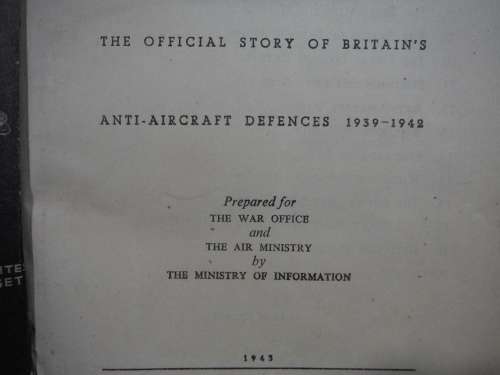 THE OFFICIAL STORY OF BRITAIN'S
ANTI-AIRCRAFT DEFENCES 1939-1942
Prepared for
THE WAR OFFICE
and
THE AIR MINISTRY
by
THE MINISTRY OF INFORMATION
1943